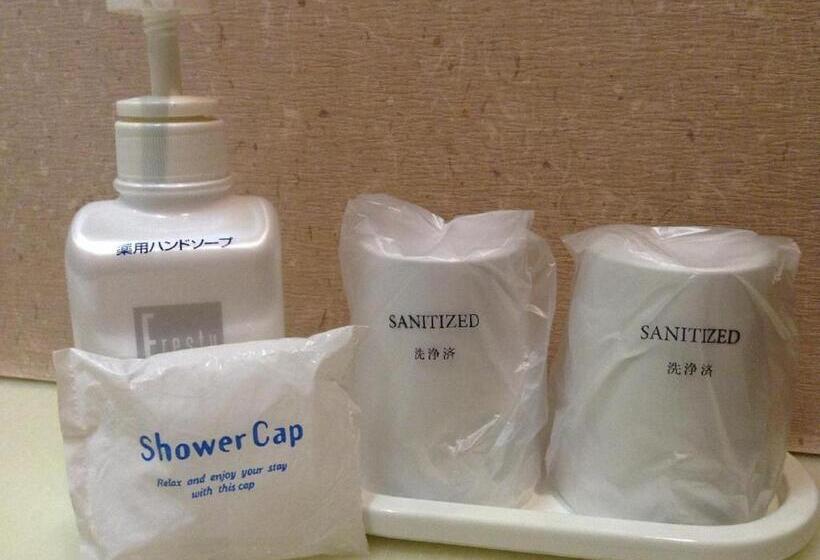 薬用ハンドソープ
Fresty
Shower Cap
Relax and enjoy your stay
with this cap
SANITIZED
洗浄済
SANITIZED
洗浄済